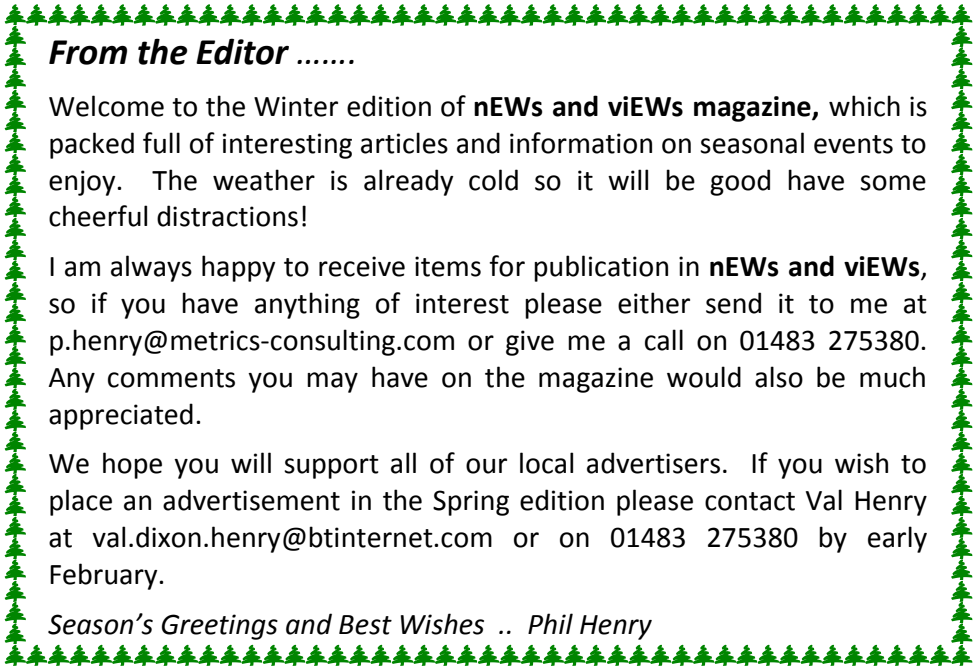 From the Editor .......
Welcome to the Winter edition of nEWs and viEWs magazine, which is
packed full of interesting articles and information on seasonal events to
enjoy. The weather is already cold so it will be good have some
cheerful distractions!
I am always happy to receive items for publication in nEWs and viEWs,
so if you have anything of interest please either send it to me at
p.henry@metrics-consulting.com or give me a call on 01483 275380.
Any comments you may have on the magazine would also be much
appreciated.
We hope you will support all of our local advertisers. If you wish to
place an advertisement in the Spring edition please contact Val Henry
at val.dixon.henry@btinternet.com or on 01483 275380 by early
February.
Season’s Greetings and Best Wishes .. Phil Henry